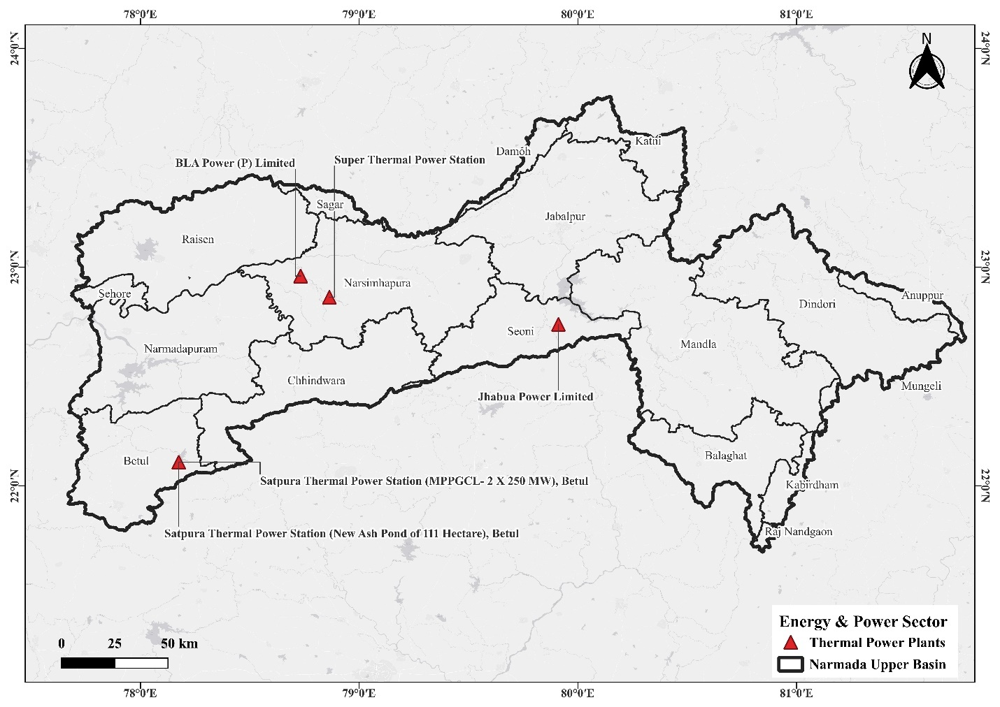 78°0'E 79°0'E 80°0'E 81°0'E
24°0'N
24°0'N
N
Katni
Damoh
BLA Power (P) Limited
Super Thermal Power Station
Sagar
Jabalpur
Raisen
23°0'N
23°0'N
Narsimhapura
Sehore
Anuppur
Dindori
Seoni
Mandla
Narmadapuram
Chhindwara
Mungeli
Jhabua Power Limited
Balaghat
Betul
Satpura Thermal Power Station (MPPGCL- 2 X 250 MW), Betul
Kabirdham
22°0'N
22°0'N
Satpura Thermal Power Station (New Ash Pond of 111 Hectare), Betul
Raj Nandgaon
Energy & Power Sector
Thermal Power Plants
Narmada Upper Basin
0 25 50 km
78°0'E 79°0'E 80°0'E 81°0'E